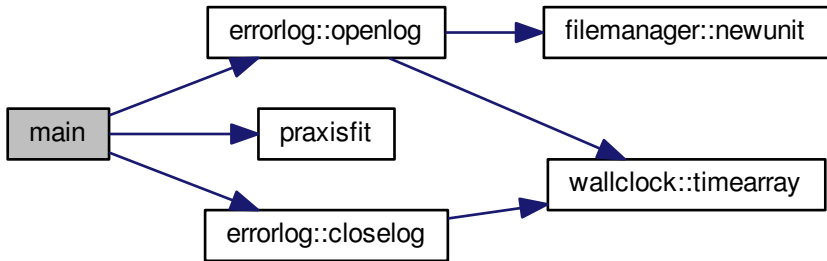 errorlog::openlog
filemanager::newunit
main
praxisfit
wallclock::timearray
errorlog::closelog